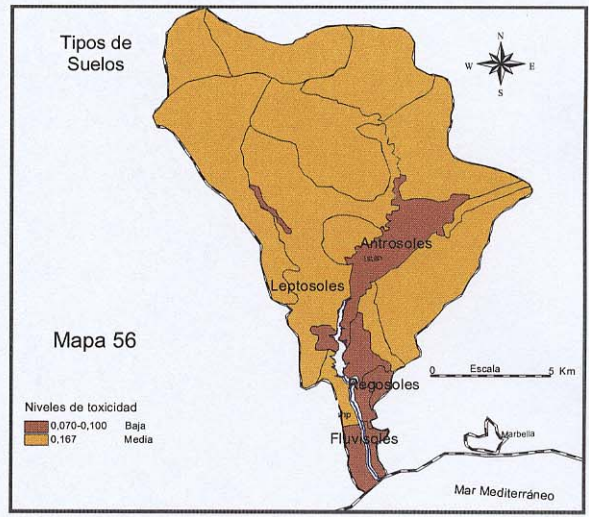 Tipos de
Suelos
N
W E
S
Antrosoles
Leptosoles
Mapa 56
0 Escala 5 Km
Regosoles
Niveles de toxicidad
0,070-0,100 Baja
0,167 Media
Fluvisoles
Marbella
Mar Mediterráneo